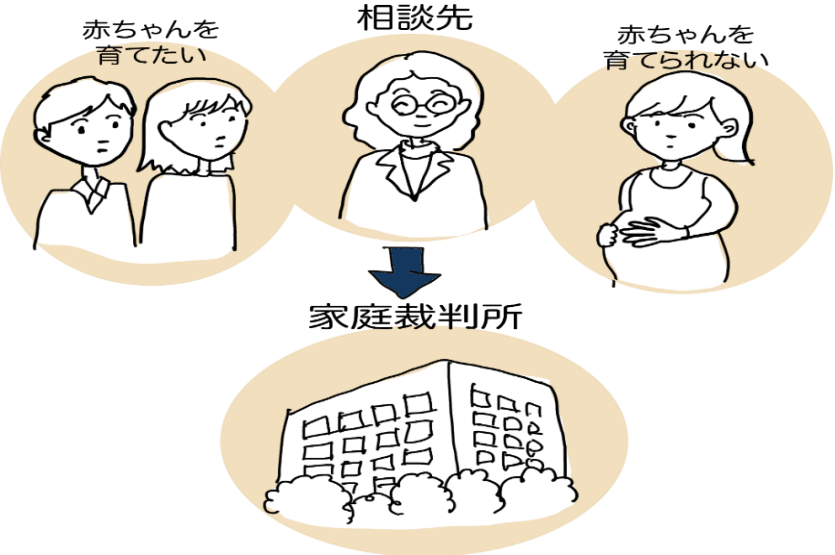 赤ちゃんを
育てたい
相談先
赤ちゃんを
育てられない
家庭裁判所